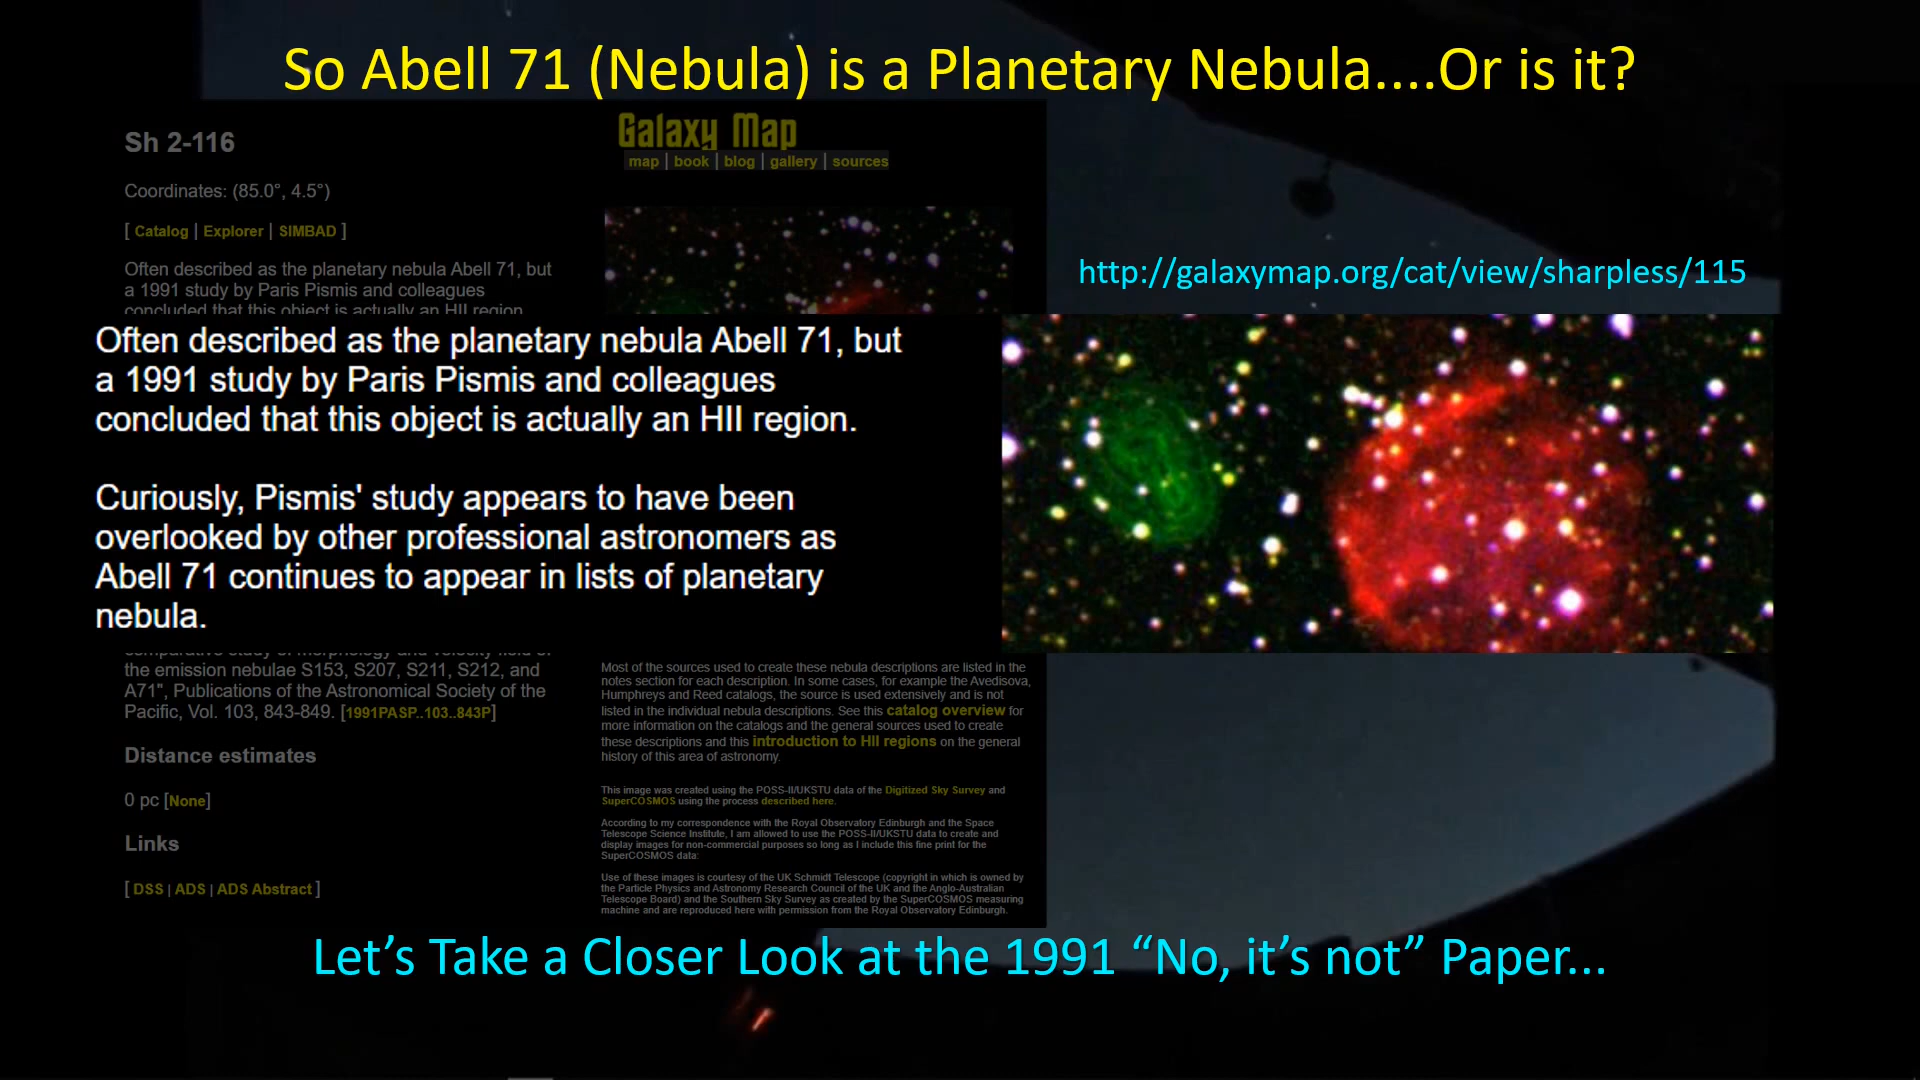 So Abell 71 (Nebula) is a Planetary Nebula....Or is it?
Sh 2-116
Coordinates: (85.0°, 4.5°)
[ Catalog | Explorer | SIMBAD ]
Often described as the planetary nebula Abell 71, but
a 1991 study by Paris Pismis and colleagues
concluded that this object is actually an HII region.
Galaxy Map
map | book | blog | gallery | sources
http://galaxymap.org/cat/view/sharpless/115
Often described as the planetary nebula Abell 71, but
a 1991 study by Paris Pismis and colleagues
concluded that this object is actually an HII region.
Curiously, Pismis' study appears to have been
overlooked by other professional astronomers as
Abell 71 continues to appear in lists of planetary
nebula.
comparative study of morphology and velocity field of
the emission nebulae S153, S207, S211, S212, and
A71", Publications of the Astronomical Society of the
Pacific, Vol. 103, 843-849. [1991PASP..103..843P]
Distance estimates
0 pc [None]
Links
[ DSS | ADS | ADS Abstract ]
Most of the sources used to create these nebula descriptions are listed in the
notes section for each description. In some cases, for example the Avedisova,
Humphreys and Reed catalogs, the source is used extensively and is not
listed in the individual nebula descriptions. See this catalog overview for
more information on the catalogs and the general sources used to create
these descriptions and this introduction to HII regions on the general
history of this area of astronomy.
This image was created using the POSS-II/UKSTU data of the Digitized Sky Survey and
SuperCOSMOS using the process described here.
According to my correspondence with the Royal Observatory Edinburgh and the Space
Telescope Science Institute, I am allowed to use the POSS-II/UKSTU data to create and
display images for non-commercial purposes so long as I include this fine print for the
SuperCOSMOS data:
Use of these images is courtesy of the UK Schmidt Telescope (copyright in which is owned by
the Particle Physics and Astronomy Research Council of the UK and the Anglo-Australian
Telescope Board) and the Southern Sky Survey as created by the SuperCOSMOS measuring
machine and are reproduced here with permission from the Royal Observatory Edinburgh.
Let’s Take a Closer Look at the 1991 “No, it’s not” Paper...